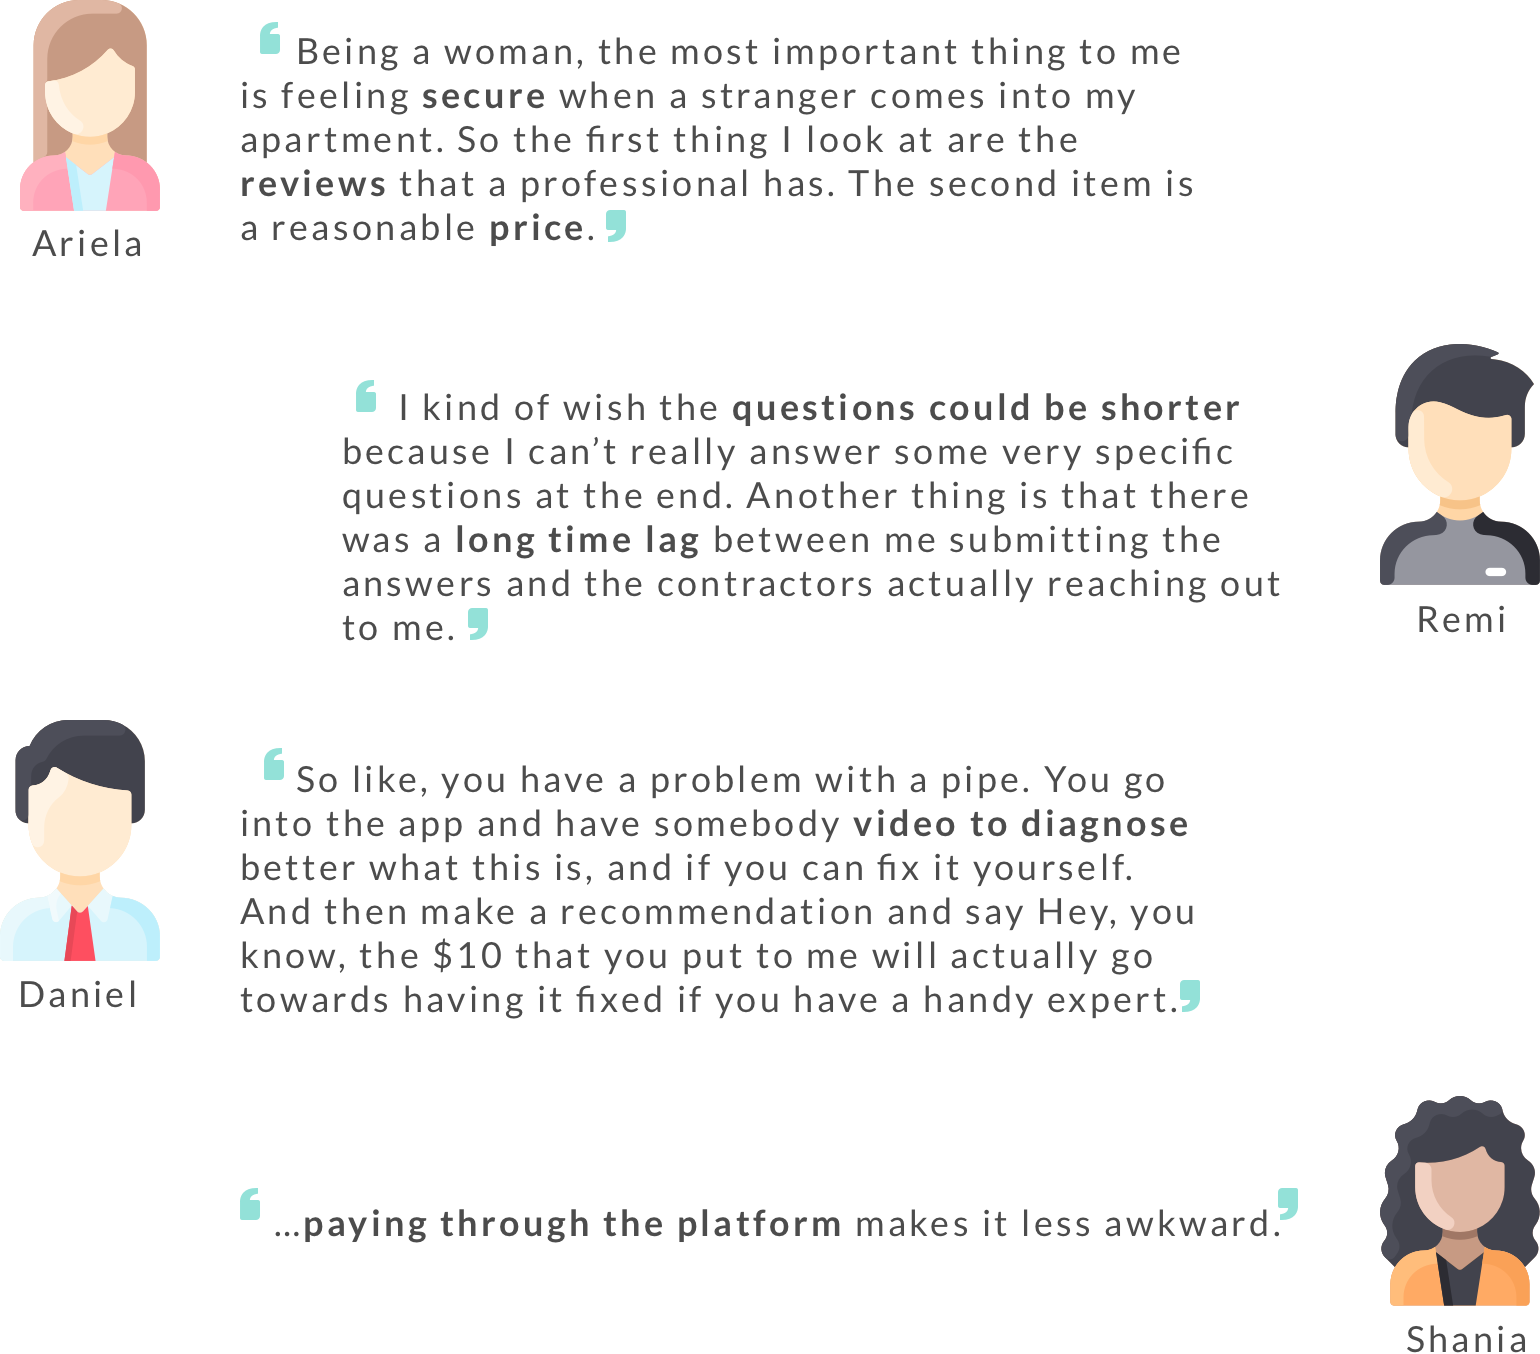 ‘ Being a woman, the most important thing to me
is feeling secure when a stranger comes into my
apartment. So the first thing I look at are the
reviews that a professional has. The second item is
a reasonable price. ’
Ariela
‘ I kind of wish the questions could be shorter
because I can’t really answer some very specific
questions at the end. Another thing is that there
was a long time lag between me submitting the
answers and the contractors actually reaching out
to me. ’
Remi
‘ So like, you have a problem with a pipe. You go
into the app and have somebody video to diagnose
better what this is, and if you can fix it yourself.
And then make a recommendation and say Hey, you
know, the $10 that you put to me will actually go
towards having it fixed if you have a handy expert.’
Daniel
‘ ...paying through the platform makes it less awkward.’
Shania